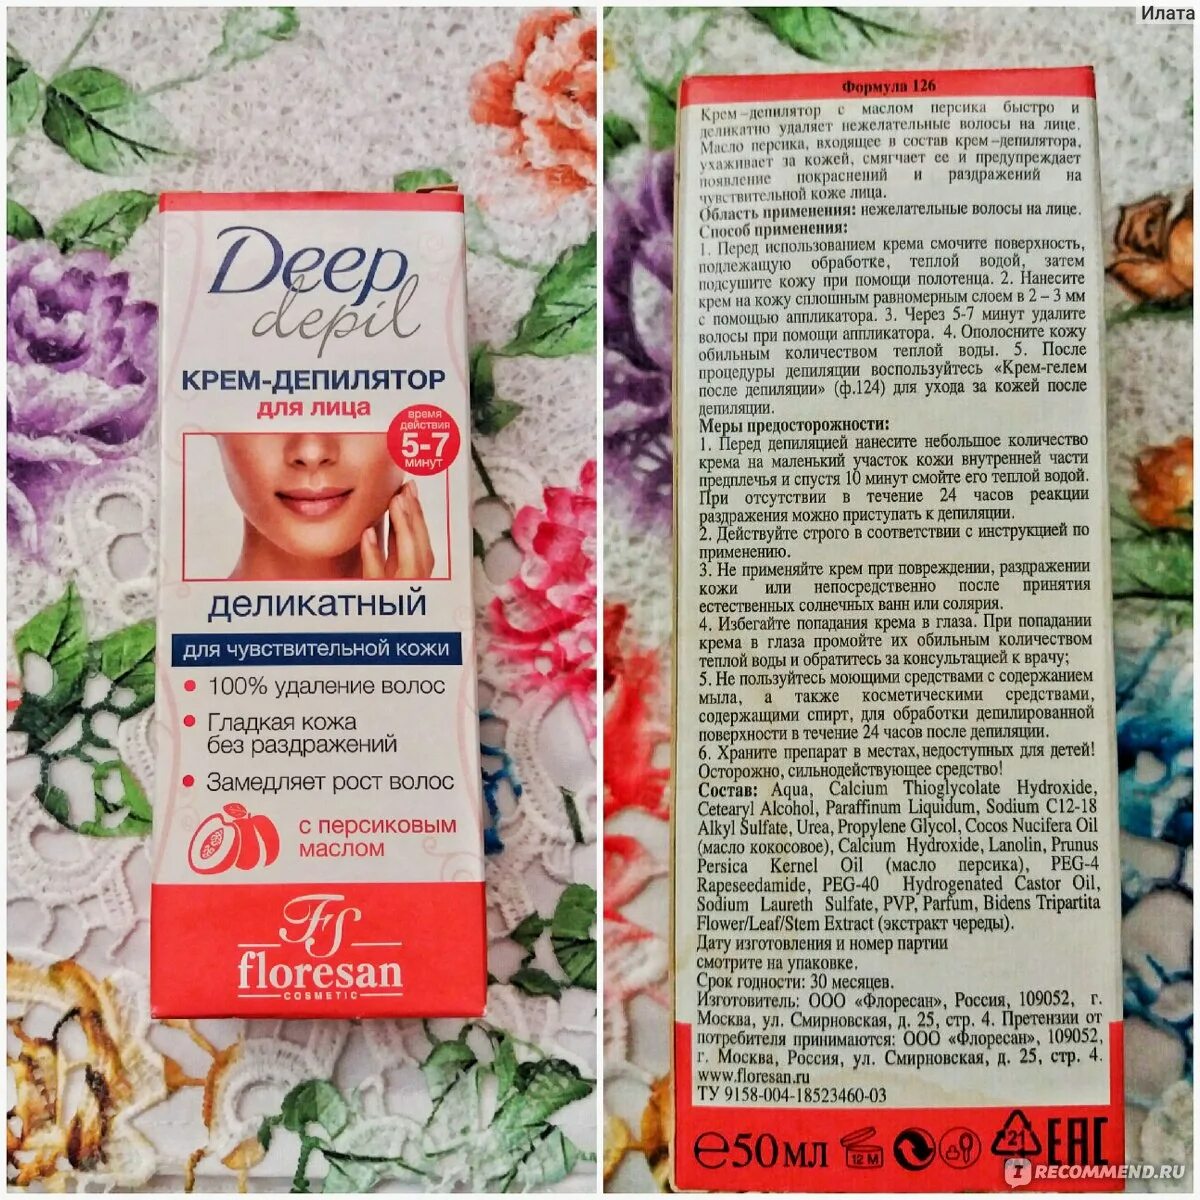 Илата
Deep
depil
КРЕМ-ДЕПИЛЯТОР
для лица
время
действия
5-7
минут
деликатный
для чувствительной кожи
100% удаление волос
Гладкая кожа
без раздражений
Замедляет рост волос
с персиковым
маслом
FS
floresan
COSMETIC
Формула 126
Крем –депилятор с маслом персика быстро и
деликатно удаляет нежелательные волосы на лице.
Масло персика, входящее в состав крем –депилятора,
ухаживает за кожей, смягчает ее и предупреждает
появление покраснений и раздражений на
чувствительной коже лица.
Область применения: нежелательные волосы на лице.
Способ применения:
1. Перед использованием крема смочите поверхность,
подлежащую обработке, теплой водой, затем
подсушите кожу при помощи полотенца. 2. Нанесите
крем на кожу сплошным равномерным слоем в 2 – 3 мм
с помощью аппликатора. 3. Через 5-7 минут удалите
волосы при помощи аппликатора. 4. Ополосните кожу
обильным количеством теплой воды. 5. После
процедуры депиляции воспользуйтесь «Крем-гелем
после депиляции» (ф.124) для ухода за кожей после
депиляции.
Меры предосторожности:
1. Перед депиляцией нанесите небольшое количество
крема на маленький участок кожи внутренней части
предплечья и спустя 10 минут смойте его теплой водой.
При отсутствии в течение 24 часов реакции
раздражения можно приступать к депиляции.
2. Действуйте строго в соответствии с инструкцией по
применению.
3. Не применяйте крем при повреждении, раздражении
кожи или непосредственно после принятия
естественных солнечных ванн или солярия.
4. Избегайте попадания крема в глаза. При попадании
крема в глаза промойте их обильным количеством
теплой воды и обратитесь за консультацией к врачу;
5. Не пользуйтесь моющими средствами с содержанием
мыла, а также косметическими средствами,
содержащими спирт, для обработки депилированной
поверхности в течение 24 часов после депиляции.
6. Храните препарат в местах, недоступных для детей!
Осторожно, сильнодействующее средство!
Состав: Aqua, Calcium Thioglycolate Hydroxide,
Cetearyl Alcohol, Paraffinum Liquidum, Sodium C12-18
Alkyl Sulfate, Urea, Propylene Glycol, Cocos Nucifera Oil
(масло кокосовое), Calcium Hydroxide, Lanolin, Prunus
Persica Kernel Oil (масло персика), PEG-4
Rapeseedamide, PEG-40 Hydrogenated Castor Oil,
Sodium Laureth Sulfate, PVP, Parfum, Bidens Tripartita
Flower/Leaf/Stem Extract (экстракт череды).
Дату изготовления и номер партии
смотрите на упаковке.
Срок годности: 30 месяцев.
Изготовитель: ООО «Флоресан», Россия, 109052, г.
Москва, ул. Смирновская, д. 25, стр. 4. Претензии от
потребителя принимаются: ООО «Флоресан», 109052,
г. Москва, Россия, ул. Смирновская, д. 25, стр. 4.
www.floresan.ru
ТУ 9158-004-18523460-03
℮50мл 12 М 21 EAC
I RECOMMEND.RU